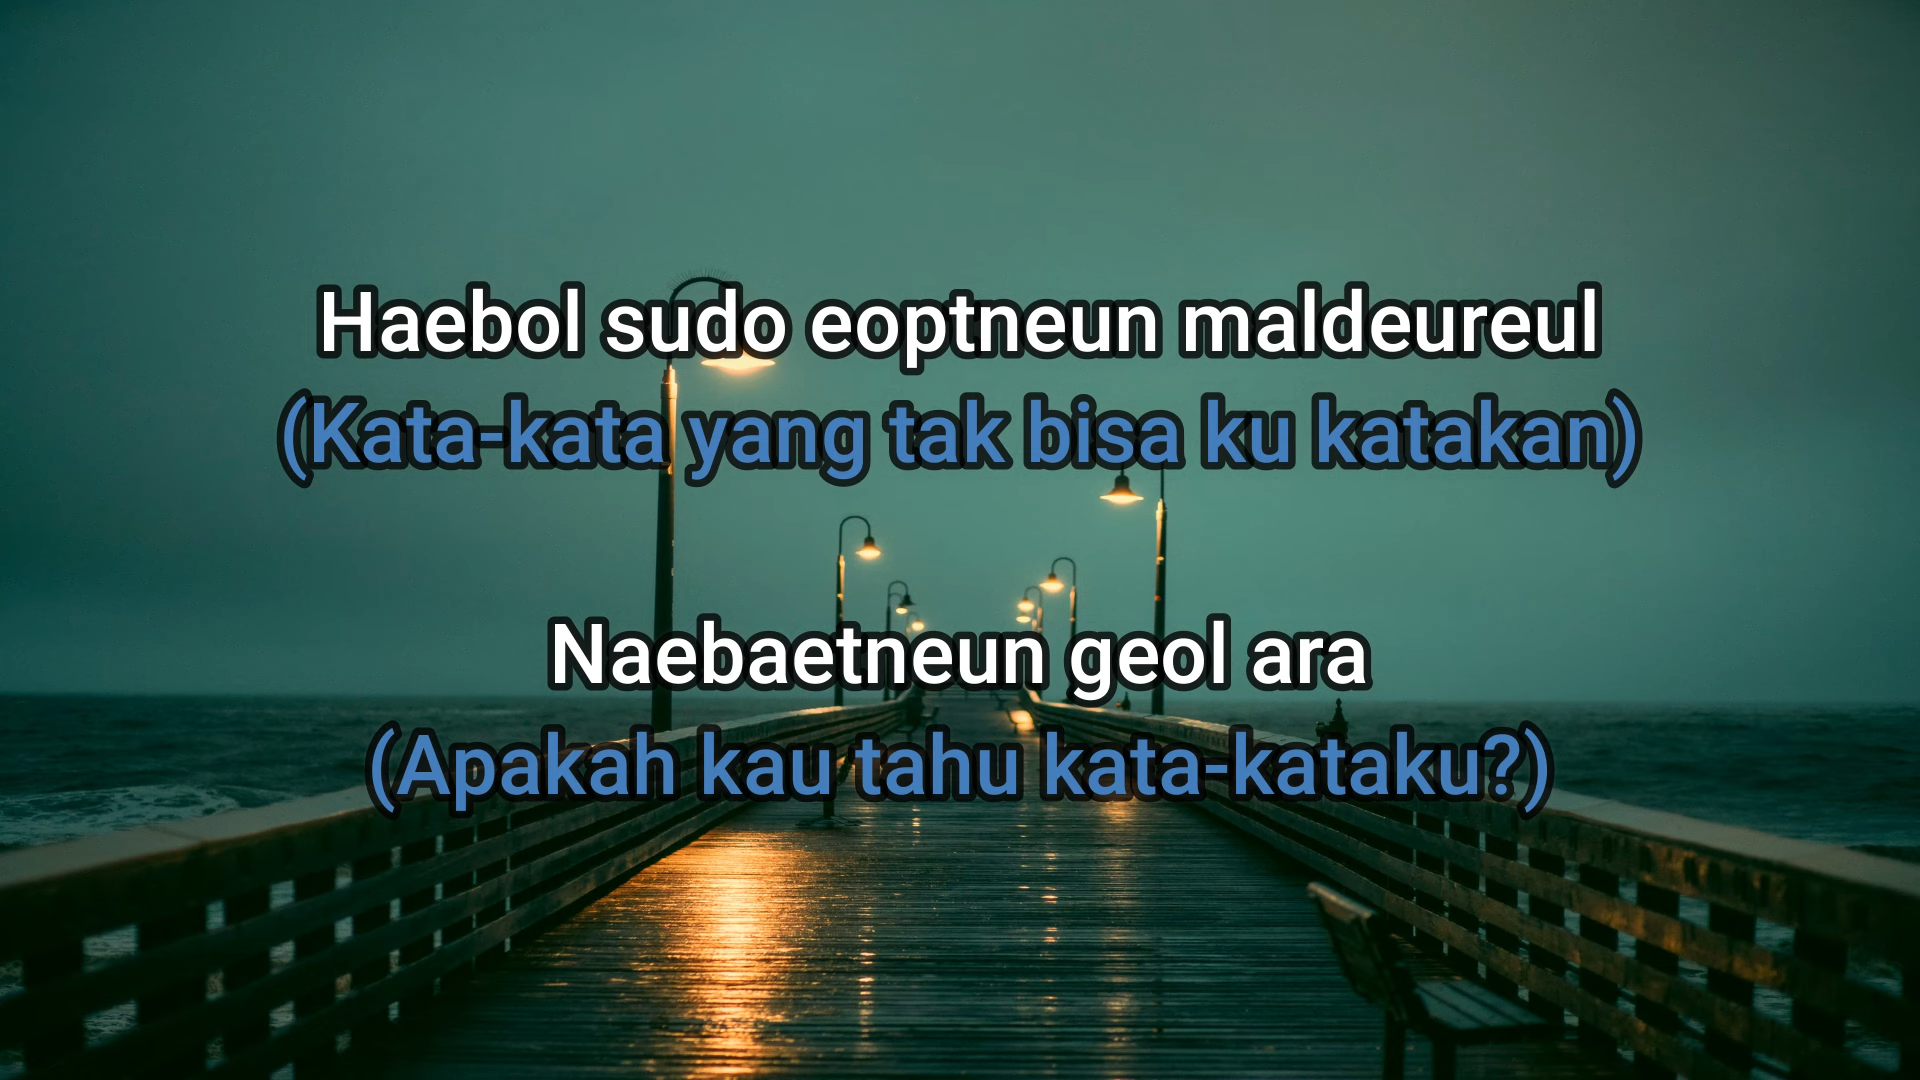 Haebol sudo eoptneun maldeureul
(Kata-kata yang tak bisa ku katakan)
Naebaetneun geol ara
(Apakah kau tahu kata-kataku?)